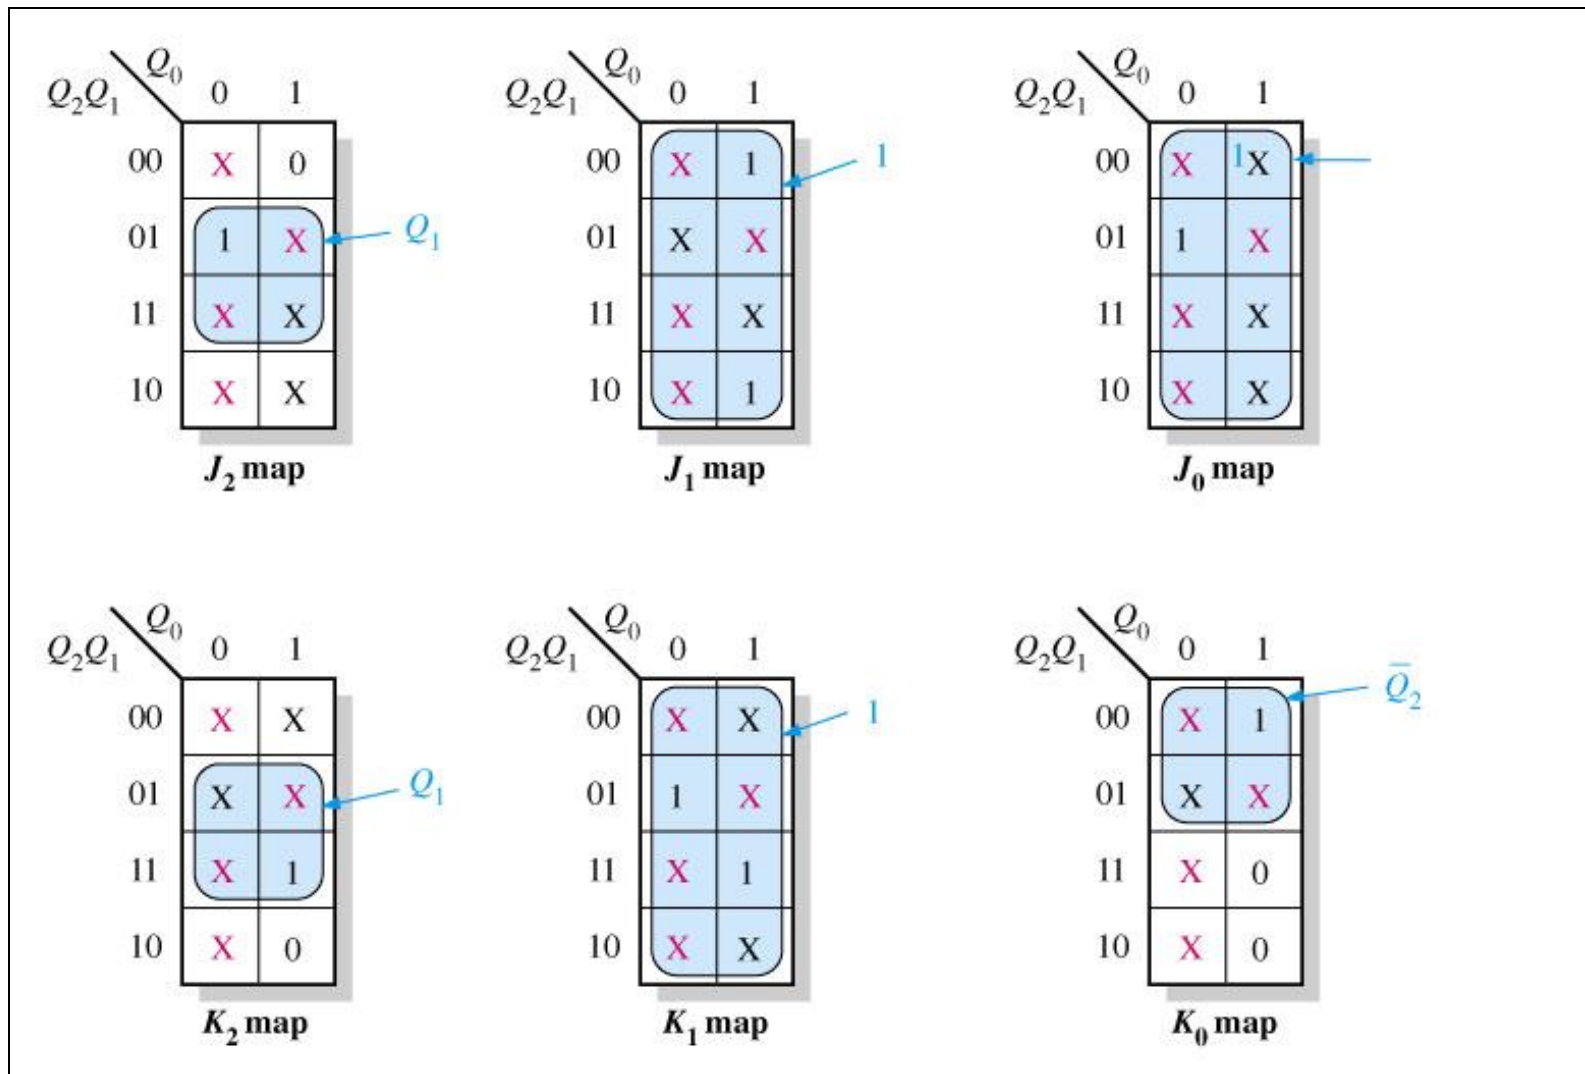 Q₀ Q₀ Q₀
Q₂Q₁ 0 1 Q₂Q₁ 0 1 Q₂Q₁ 0 1
00 X 0 00 X 1 1 00 X 1X
01 1 X Q₁ 01 X X 01 1 X
11 X X 11 X X 11 X X
10 X X 10 X 1 10 X X
J₂ map J₁ map J₀ map
Q₀ Q₀ Q₀
Q₂Q₁ 0 1 Q₂Q₁ 0 1 Q₂Q₁ 0 1
00 X X 00 X X 1 00 X 1 Q̅₂
01 X X Q₁ 01 1 X 01 X X
11 X 1 11 X 1 11 X 0
10 X 0 10 X X 10 X 0
K₂ map K₁ map K₀ map